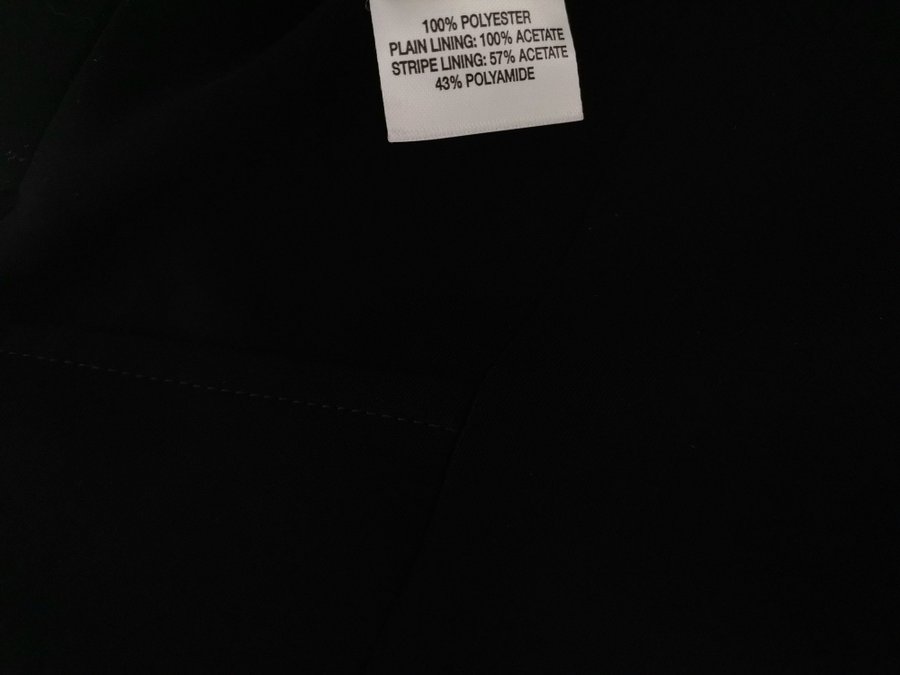 100% POLYESTER
PLAIN LINING: 100% ACETATE
STRIPE LINING: 57% ACETATE
43% POLYAMIDE